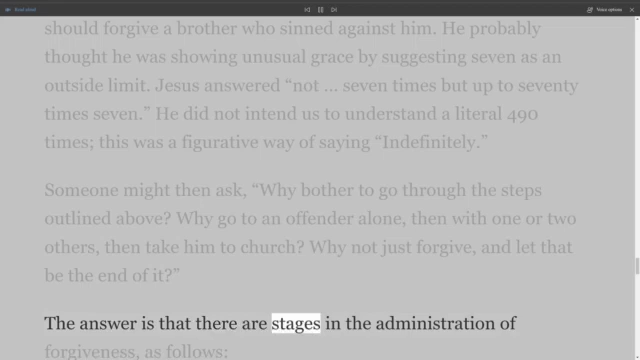 Read aloud
Voice options
should forgive a brother who sinned against him. He probably
thought he was showing unusual grace by suggesting seven as an
outside limit. Jesus answered “not ... seven times but up to seventy
times seven.” He did not intend us to understand a literal 490
times; this was a figurative way of saying “Indefinitely.”
Someone might then ask, “Why bother to go through the steps
outlined above? Why go to an offender alone, then with one or two
others, then take him to church? Why not just forgive, and let that
be the end of it?”
The answer is that there are stages in the administration of
forgiveness, as follows: